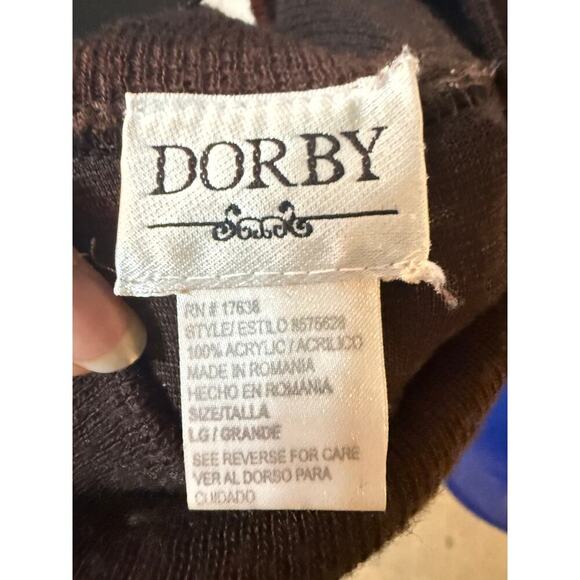 DORBY
RN # 17638
STYLE/ ESTILO 8575628
100% ACRYLIC / ACRILICO
MADE IN ROMANIA
HECHO EN ROMANIA
SIZE/TALLA
LG / GRANDE
SEE REVERSE FOR CARE
VER AL DORSO PARA
CUIDADO